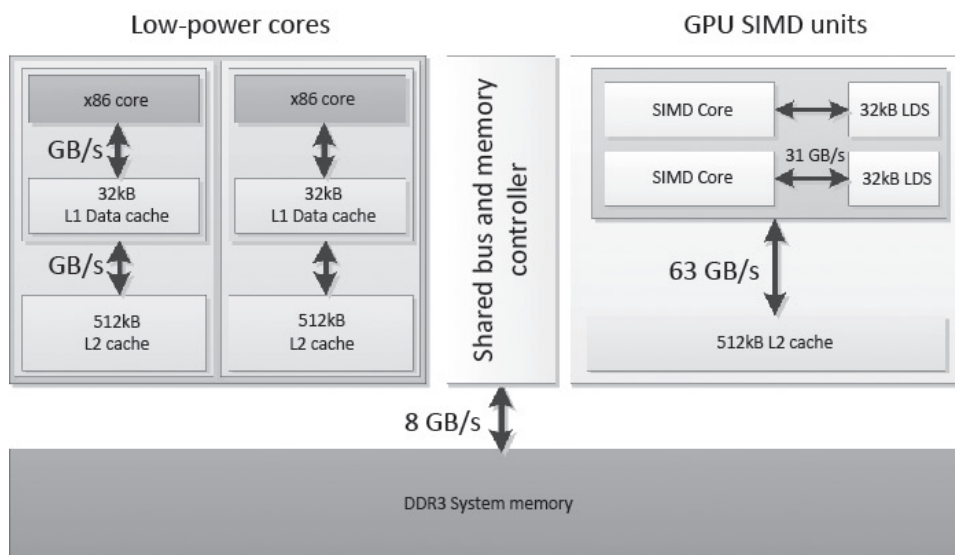 Low-power cores
GPU SIMD units
x86 core
GB/s
32kB
L1 Data cache
GB/s
512kB
L2 cache
x86 core
32kB
L1 Data cache
512kB
L2 cache
Shared bus and memory
controller
SIMD Core
32kB LDS
31 GB/s
SIMD Core
32kB LDS
63 GB/s
512kB L2 cache
8 GB/s
DDR3 System memory